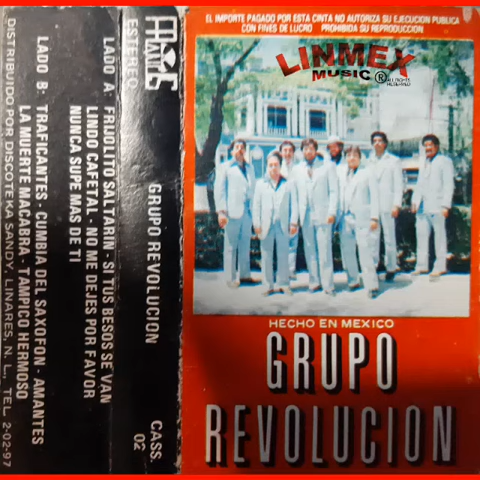 EL IMPORTE PAGADO POR ESTA CINTA NO AUTORIZA SU EJECUCION PUBLICA
CON FINES DE LUCRO PROHIBIDA SU REPRODUCCION
LINMEX
MUSIC ®
ALL RIGHTS
RESERVED
HECHO EN MEXICO
GRUPO
REVOLUCION
ESTEREO
GRUPO REVOLUCION
CASS.
02
LADO A: FRIJOLITO SALTARIN - SI TUS BESOS SE VAN
LINDO CAFETAL - NO ME DEJES POR FAVOR
NUNCA SUPE MAS DE TI
LADO B: TRAFICANTES - CUMBIA DEL SAXOFON - AMANTES
LA MUERTE MACABRA - TAMPICO HERMOSO
DISTRIBUIDO POR DISCOTEKA SANDY, LINARES, N. L., TEL 2-02-97